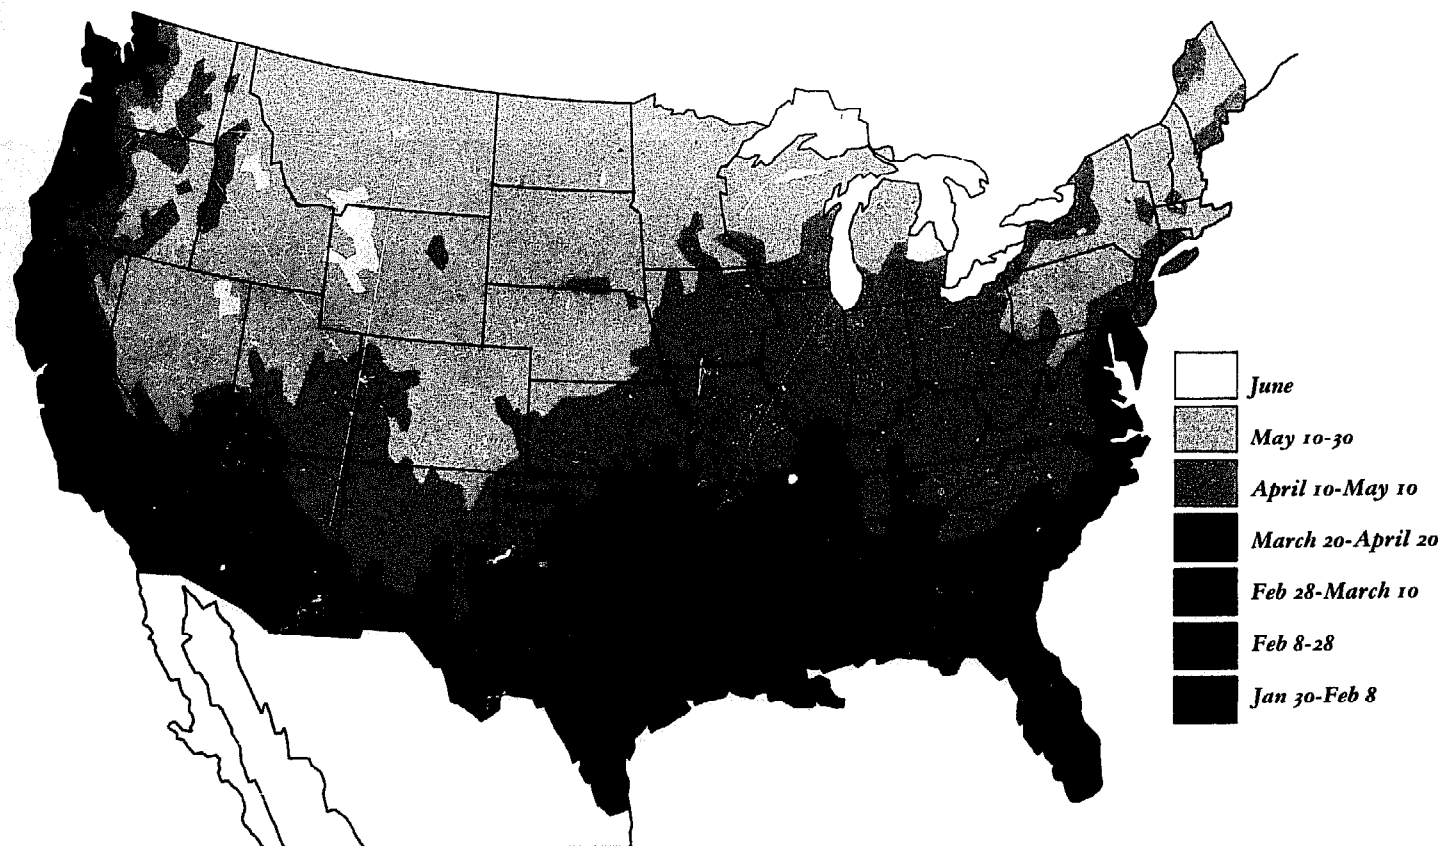 June
May 10-30
April 10-May 10
March 20-April 20
Feb 28-March 10
Feb 8-28
Jan 30-Feb 8